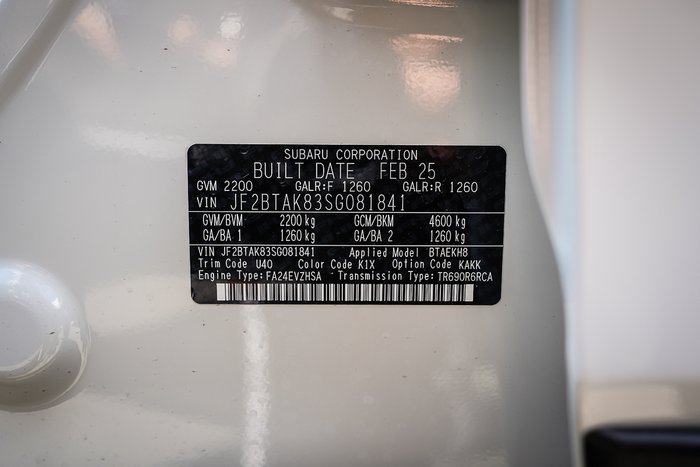 SUBARU CORPORATION
BUILT DATE FEB 25
GVM 2200 GALR:F 1260 GALR:R 1260
VIN JF2BTAK83SG081841
GVM/BVM 2200 kg GCM/BKM 4600 kg
GA/BA 1 1260 kg GA/BA 2 1260 kg
VIN JF2BTAK83SG081841 Applied Model BTAEKH8
Trim Code U40 Color Code K1X Option Code KAKK
Engine Type:FA24EVZHSA Transmission Type:TR690R6RCA